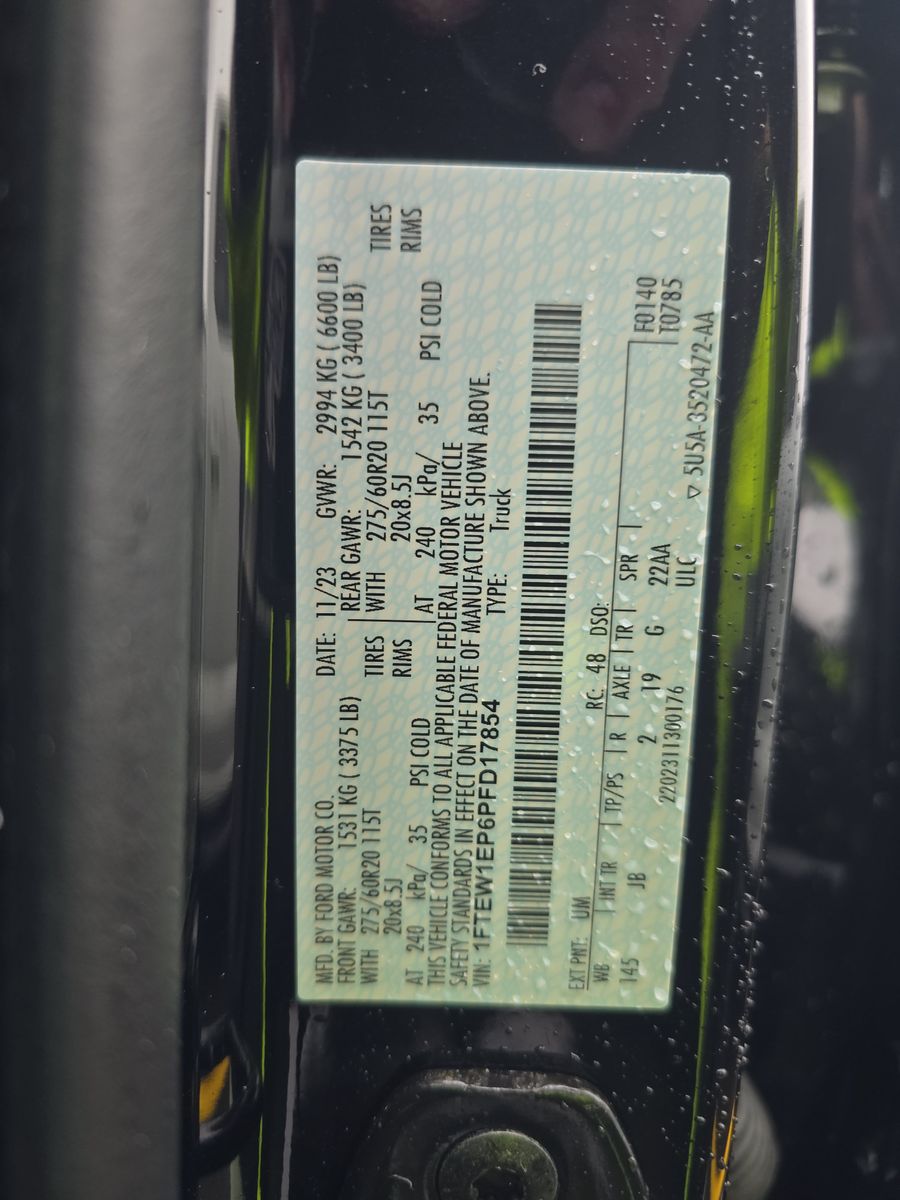 MFD. BY FORD MOTOR CO. DATE: 11/23 GVWR: 2994 KG ( 6600 LB)
FRONT GAWR: 1531 KG ( 3375 LB) REAR GAWR: 1542 KG ( 3400 LB)
WITH 275/60R20 115T TIRES WITH 275/60R20 115T TIRES
20x8.5J RIMS 20x8.5J RIMS
AT 240 kPa/ 35 PSI COLD AT 240 kPa/ 35 PSI COLD
THIS VEHICLE CONFORMS TO ALL APPLICABLE FEDERAL MOTOR VEHICLE
SAFETY STANDARDS IN EFFECT ON THE DATE OF MANUFACTURE SHOWN ABOVE.
VIN: 1FTEW1EP6PFD17854 TYPE: Truck
EXT PNT: UM RC: 48 DSO:
WB INT TR TP/PS R AXLE TR SPR F0140
145 JB 2 19 G 22AA T0785
2202311300176 ULC
▽ 5U5A-3520472-AA